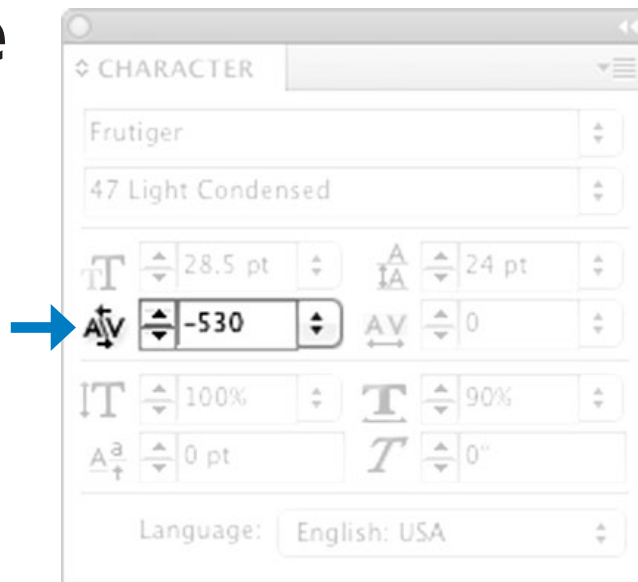 e
CHARACTER
Frutiger
47 Light Condensed
28.5 pt 24 pt
-530 0
100% 90%
0 pt 0°
Language: English: USA